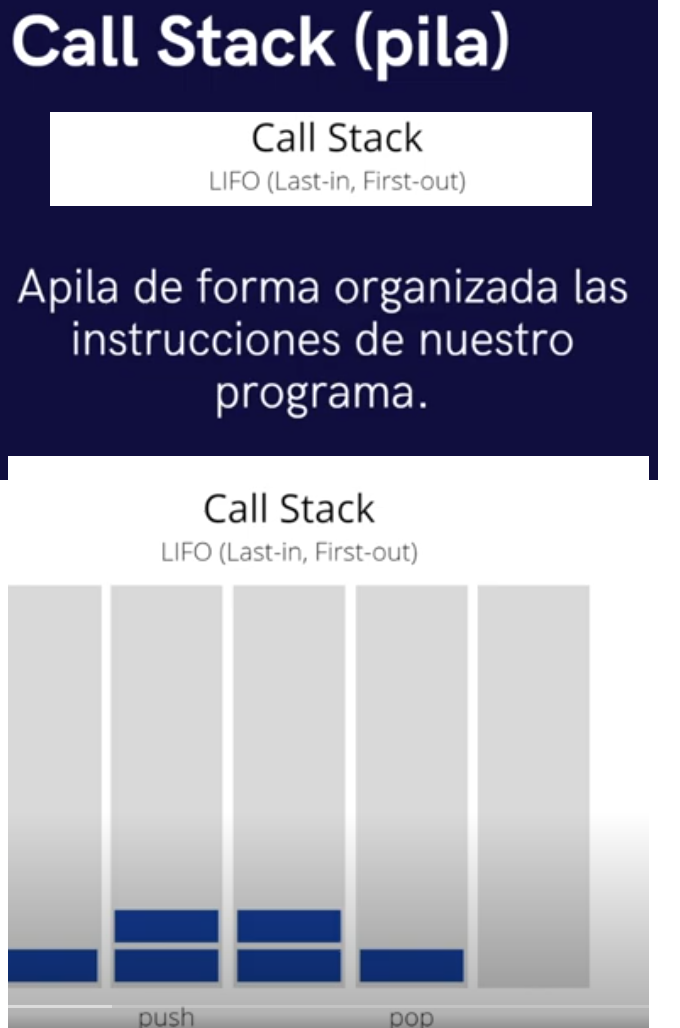 Call Stack (pila)
Call Stack
LIFO (Last-in, First-out)
Apila de forma organizada las
instrucciones de nuestro
programa.
Call Stack
LIFO (Last-in, First-out)
push pop